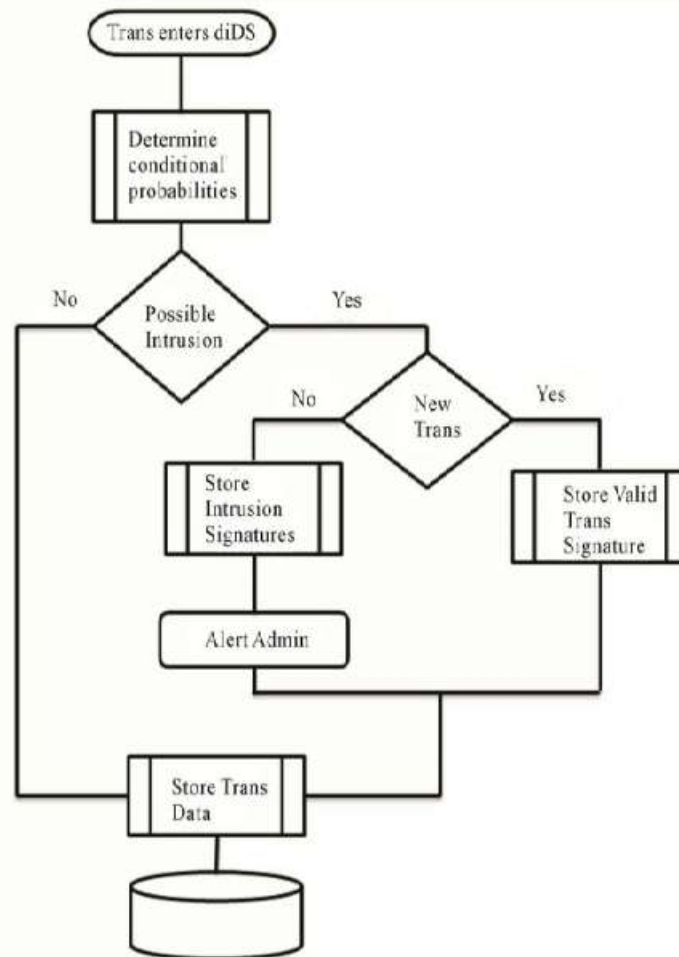 Trans enters diDS
Determine
conditional
probabilities
No
Possible
Intrusion
Yes
No
New
Trans
Yes
Store
Intrusion
Signatures
Store Valid
Trans
Signature
Alert Admin
Store Trans
Data